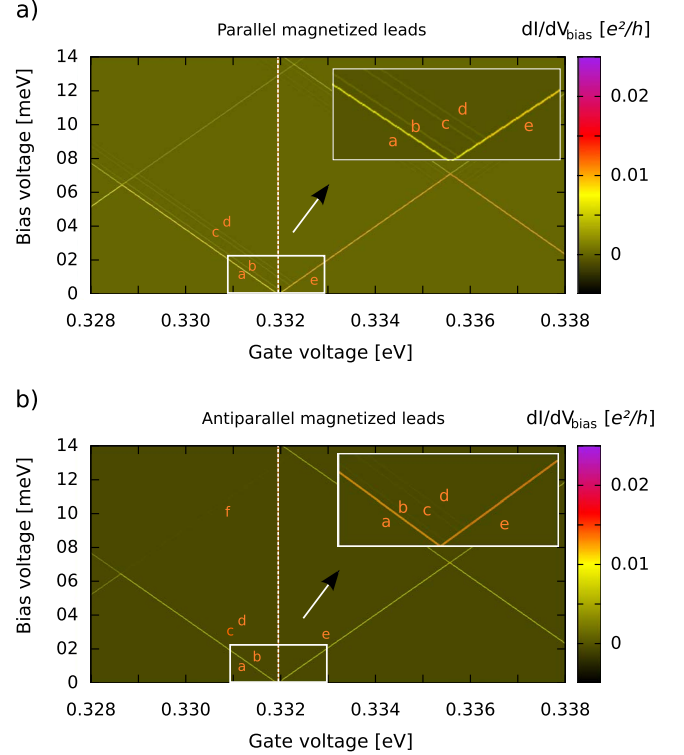 a)
Parallel magnetized leads
dI/dVbias [e²/h]
Bias voltage [meV]
14
12
10
08
06
04
02
0
a
b
c
d
e
a
b
c
d
e
0.02
0.01
0
0.328
0.330
0.332
0.334
0.336
0.338
Gate voltage [eV]
b)
Antiparallel magnetized leads
dI/dVbias [e²/h]
Bias voltage [meV]
14
12
10
08
06
04
02
0
f
a
b
c
d
e
a
b
c
d
e
0.02
0.01
0
0.328
0.330
0.332
0.334
0.336
0.338
Gate voltage [eV]